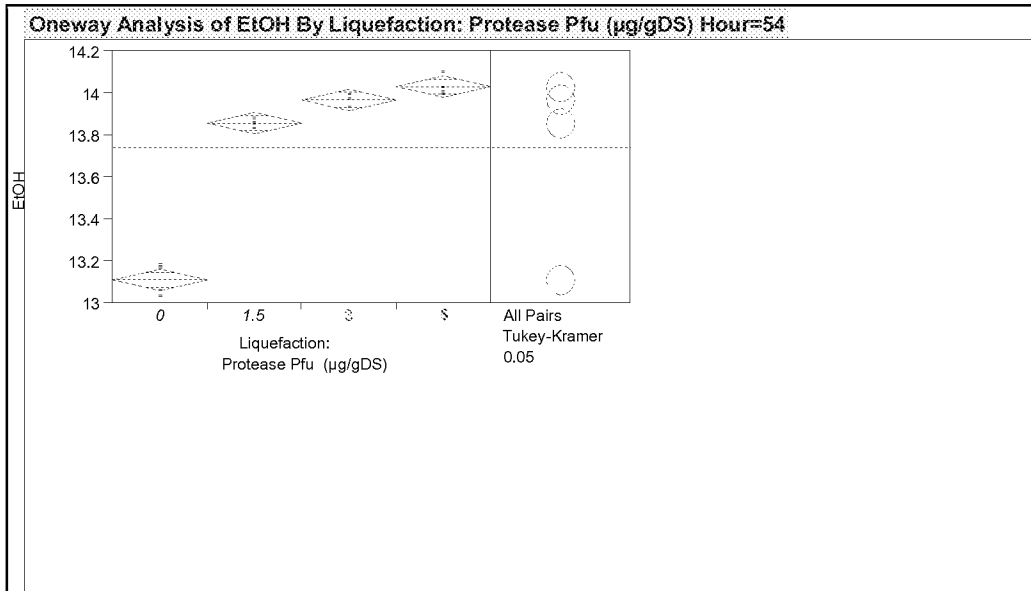 Oneway Analysis of EtOH By Liquefaction: Protease Pfu (µg/gDS) Hour=54
14.2
14
13.8
13.6
13.4
13.2
13
EtOH
0 1.5 3
All Pairs
Tukey-Kramer
0.05
Liquefaction:
Protease Pfu (µg/gDS)